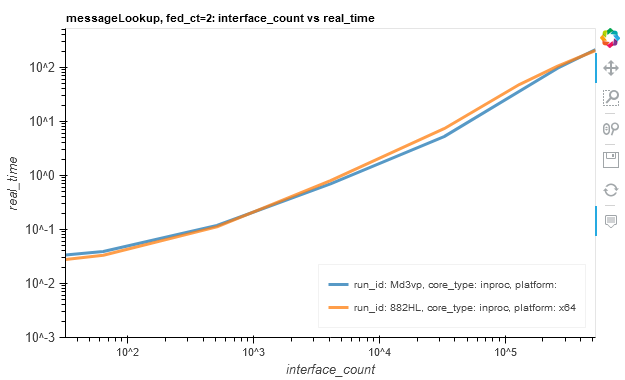 messageLookup, fed_ct=2: interface_count vs real_time
10^2
10^1
10^0
10^-1
10^-2
10^-3
real_time
run_id: Md3vp, core_type: inproc, platform:
run_id: 882HL, core_type: inproc, platform: x64
10^2
10^3
10^4
10^5
interface_count